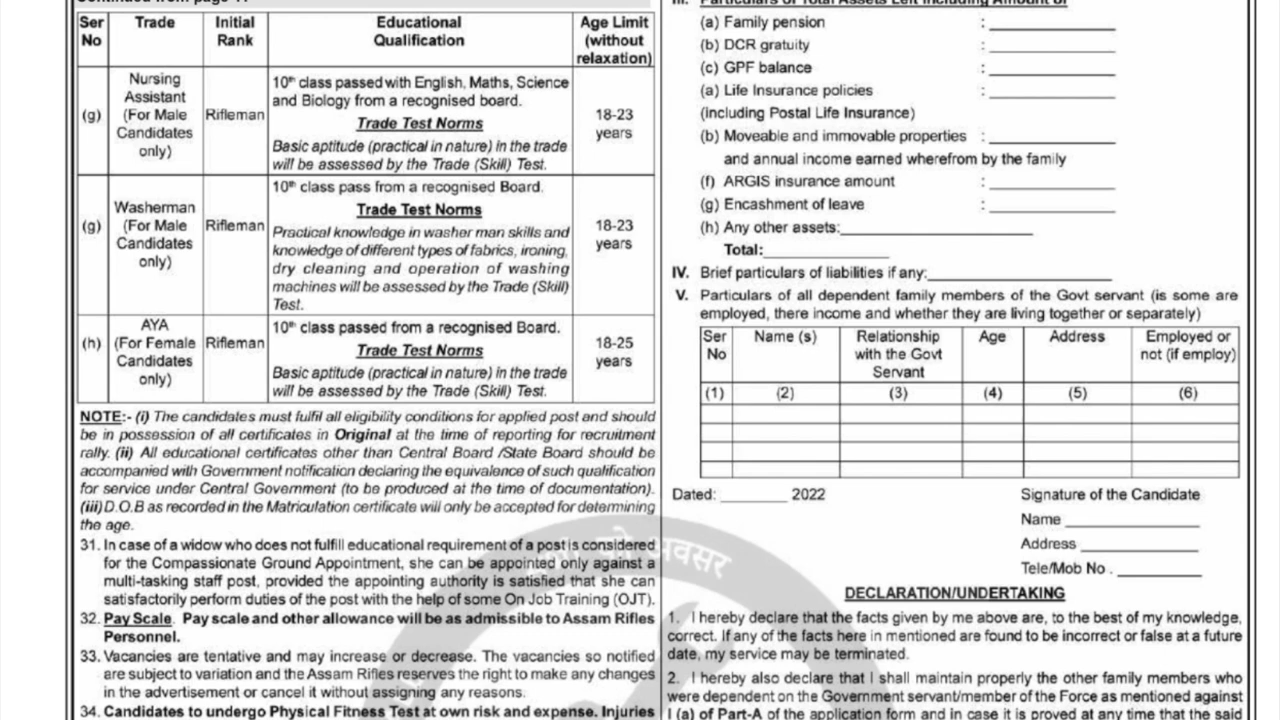 Continued from page
Ser No
Trade
Initial Rank
Educational Qualification
Age Limit (without relaxation)
(g)
Nursing
Assistant
(For Male
Candidates
only)
Rifleman
10th class passed with English, Maths, Science
and Biology from a recognised board.
Trade Test Norms
Basic aptitude (practical in nature) in the trade
will be assessed by the Trade (Skill) Test.
18-23
years
(g)
Washerman
(For Male
Candidates
only)
Rifleman
10th class pass from a recognised Board.
Trade Test Norms
Practical knowledge in washer man skills and
knowledge of different types of fabrics, ironing,
dry cleaning and operation of washing
machines will be assessed by the Trade (Skill)
Test.
18-23
years
(h)
AYA
(For Female
Candidates
only)
Rifleman
10th class passed from a recognised Board.
Trade Test Norms
Basic aptitude (practical in nature) in the trade
will be assessed by the Trade (Skill) Test.
18-25
years
NOTE:- (i) The candidates must fulfil all eligibility conditions for applied post and should
be in possession of all certificates in Original at the time of reporting for recruitment
rally. (ii) All educational certificates other than Central Board /State Board should be
accompanied with Government notification declaring the equivalence of such qualification
for service under Central Government (to be produced at the time of documentation).
(iii) D.O.B as recorded in the Matriculation certificate will only be accepted for determining
the age.
31. In case of a widow who does not fulfill educational requirement of a post is considered
for the Compassionate Ground Appointment, she can be appointed only against a
multi-tasking staff post, provided the appointing authority is satisfied that she can
satisfactorily perform duties of the post with the help of some On Job Training (OJT).
32. Pay Scale. Pay scale and other allowance will be as admissible to Assam Rifles
Personnel.
33. Vacancies are tentative and may increase or decrease. The vacancies so notified
are subject to variation and the Assam Rifles reserves the right to make any changes
in the advertisement or cancel it without assigning any reasons.
34. Candidates to undergo Physical Fitness Test at own risk and expense. Injuries
III. Particulars of Total Assets Left including Amount of
(a) Family pension : ____________
(b) DCR gratuity : ____________
(c) GPF balance : ____________
(a) Life Insurance policies : ____________
(including Postal Life Insurance)
(b) Moveable and immovable properties : ____________
and annual income earned wherefrom by the family
(f) ARGIS insurance amount : ____________
(g) Encashment of leave : ____________
(h) Any other assets:____________
Total:____________
IV. Brief particulars of liabilities if any:____________
V. Particulars of all dependent family members of the Govt servant (is some are
employed, there income and whether they are living together or separately)
Ser No
Name (s)
Relationship with the Govt Servant
Age
Address
Employed or not (if employ)
(1) (2) (3) (4) (5) (6)
Dated: ________ 2022
Signature of the Candidate
Name ____________
Address ____________
Tele/Mob No . ____________
DECLARATION/UNDERTAKING
1. I hereby declare that the facts given by me above are, to the best of my knowledge,
correct. If any of the facts here in mentioned are found to be incorrect or false at a future
date, my service may be terminated.
2. I hereby also declare that I shall maintain properly the other family members who
were dependent on the Government servant/member of the Force as mentioned against
I (a) of Part-A of the application form and in case it is proved at any time that the said
को अवसर